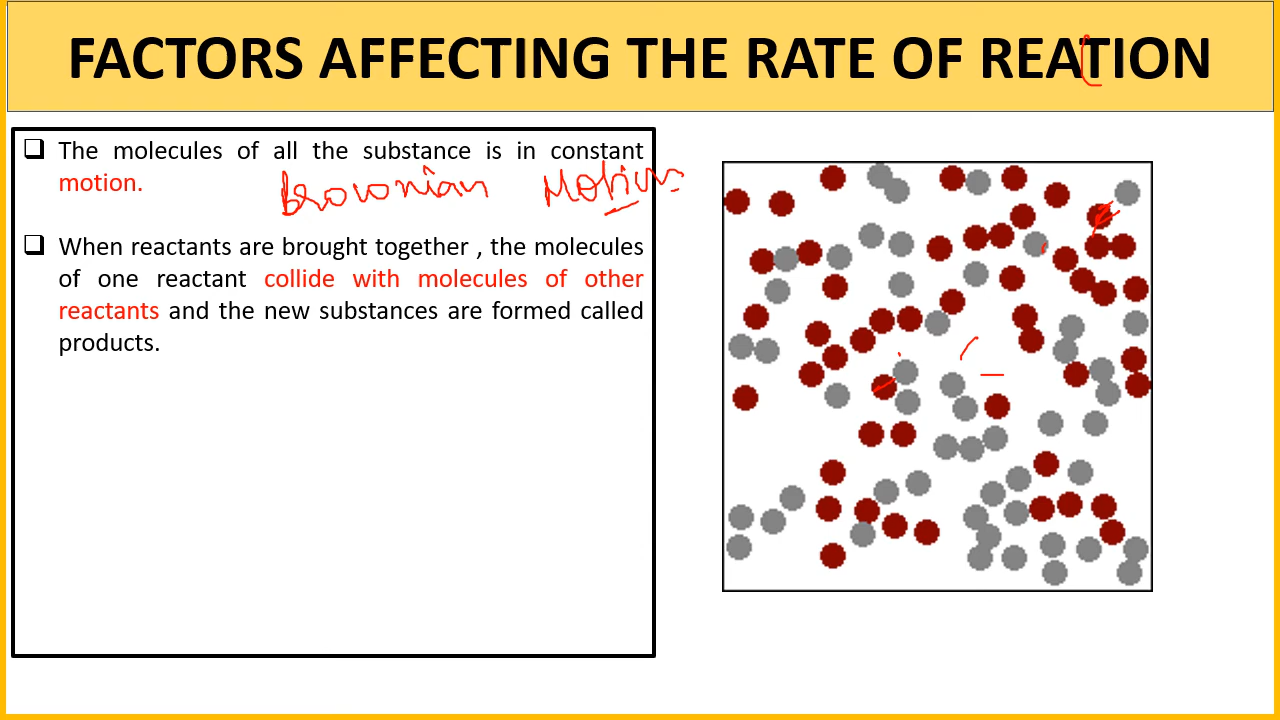 FACTORS AFFECTING THE RATE OF REATION
The molecules of all the substance is in constant
motion.
Brownian Motion
When reactants are brought together , the molecules
of one reactant collide with molecules of other
reactants and the new substances are formed called
products.